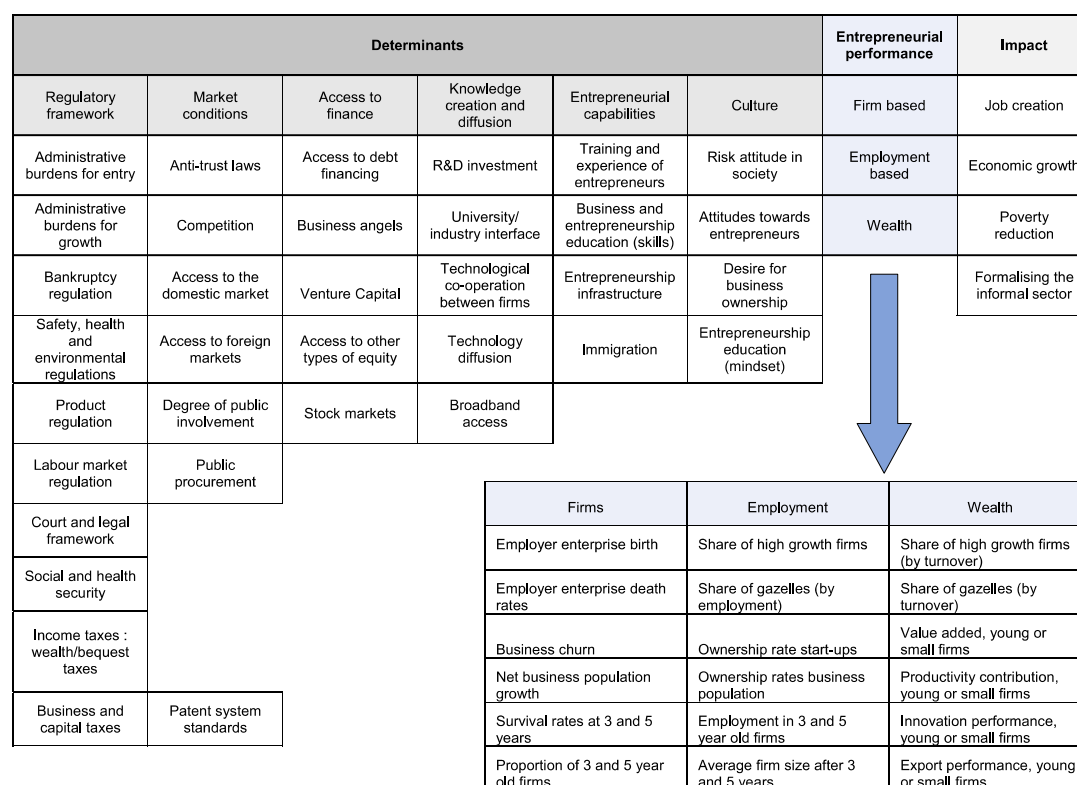 Determinants
Entrepreneurial
performance
Impact
Regulatory
framework
Market
conditions
Access to
finance
Knowledge
creation and
diffusion
Entrepreneurial
capabilities
Culture
Firm based
Job creation
Administrative
burdens for entry
Anti-trust laws
Access to debt
financing
R&D investment
Training and
experience of
entrepreneurs
Risk attitude in
society
Employment
based
Economic growth
Administrative
burdens for
growth
Competition
Business angels
University/
industry interface
Business and
entrepreneurship
education (skills)
Attitudes towards
entrepreneurs
Wealth
Poverty
reduction
Bankruptcy
regulation
Access to the
domestic market
Venture Capital
Technological
co-operation
between firms
Entrepreneurship
infrastructure
Desire for
business
ownership
Formalising the
informal sector
Safety, health
and
environmental
regulations
Access to foreign
markets
Access to other
types of equity
Technology
diffusion
Immigration
Entrepreneurship
education
(mindset)
Product
regulation
Degree of public
involvement
Stock markets
Broadband
access
Labour market
regulation
Public
procurement
Court and legal
framework
Social and health
security
Income taxes :
wealth/bequest
taxes
Business and
capital taxes
Patent system
standards
Firms
Employment
Wealth
Employer enterprise birth
Share of high growth firms
Share of high growth firms
(by turnover)
Employer enterprise death
rates
Share of gazelles (by
employment)
Share of gazelles (by
turnover)
Business churn
Ownership rate start-ups
Value added, young or
small firms
Net business population
growth
Ownership rates business
population
Productivity contribution,
young or small firms
Survival rates at 3 and 5
years
Employment in 3 and 5
year old firms
Innovation performance,
young or small firms
Proportion of 3 and 5 year
old firms
Average firm size after 3
and 5 years
Export performance, young
or small firms